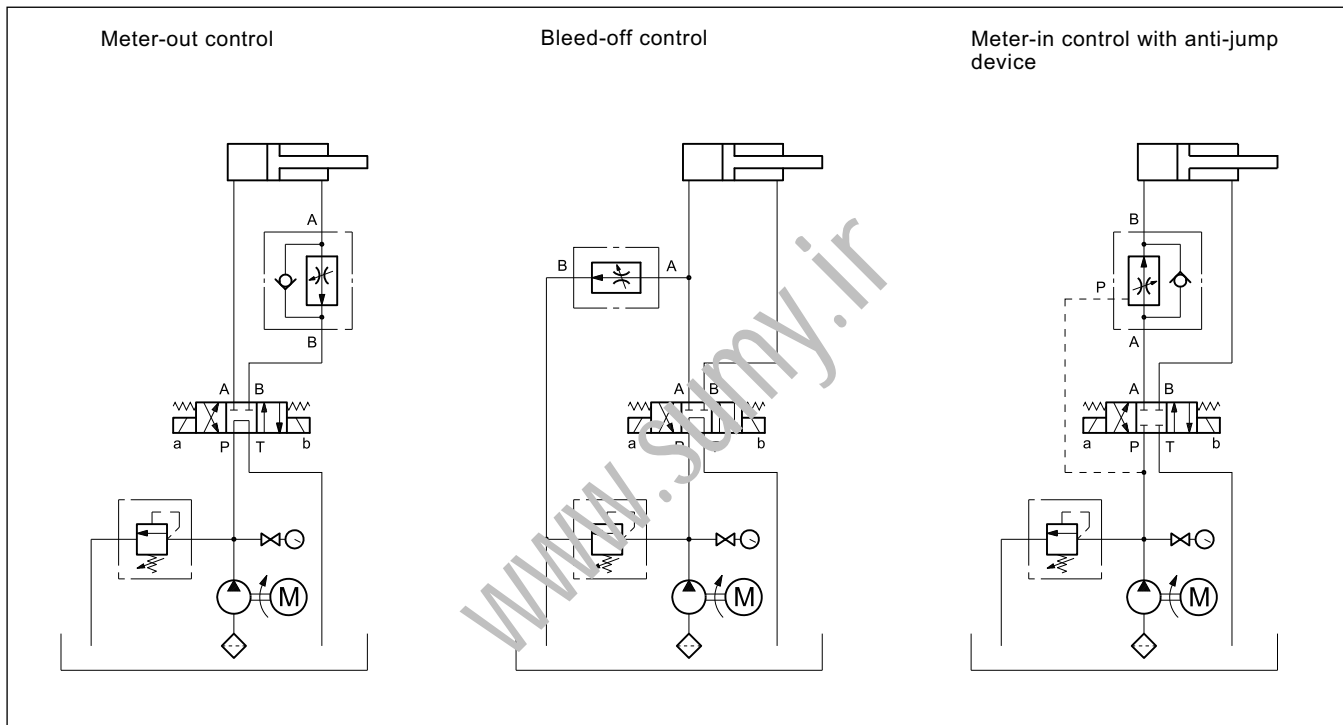 Meter-out control
Bleed-off control
Meter-in control with anti-jump
device
A
B
A B
a
b
P T
M
B
A
A B
a
b
P
M
B
P
A
A B
a
b
P T
M
www.sumy.ir